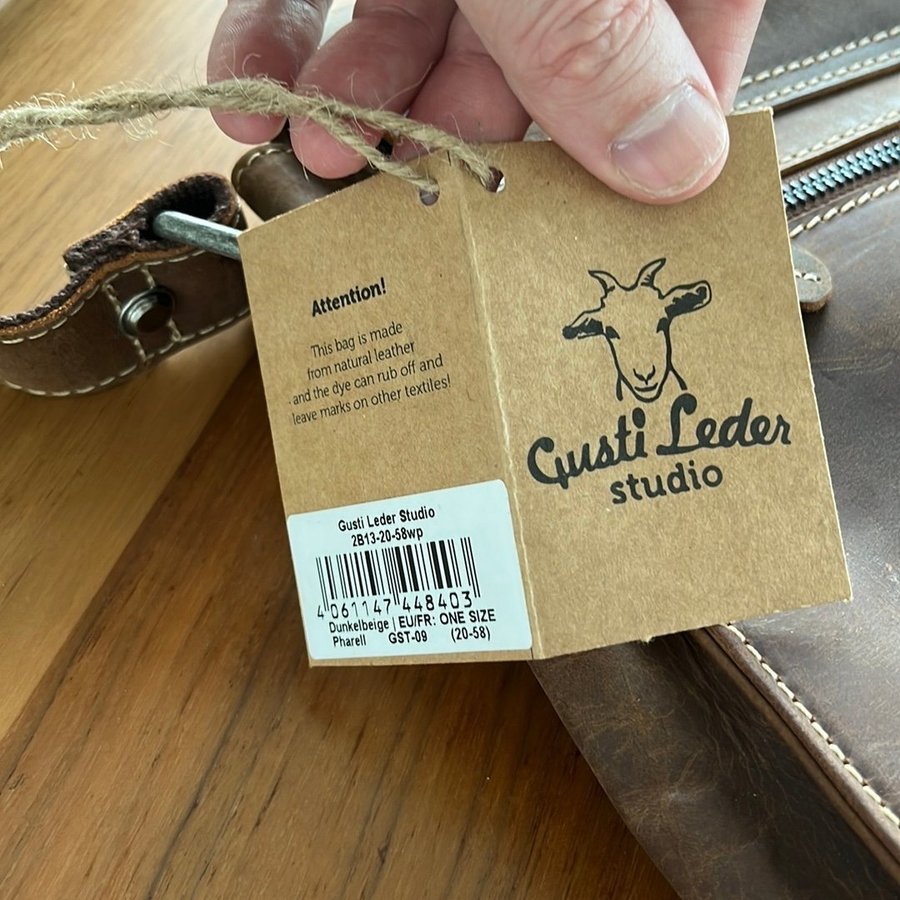 Attention!
This bag is made
from natural leather
and the dye can rub off and
leave marks on other textiles!
Gusti Leder Studio
2B13-20-58wp
4 061147 448403
Dunkelbeige | EU/FR: ONE SIZE
Pharell GST-09 (20-58)
Gusti Leder
studio